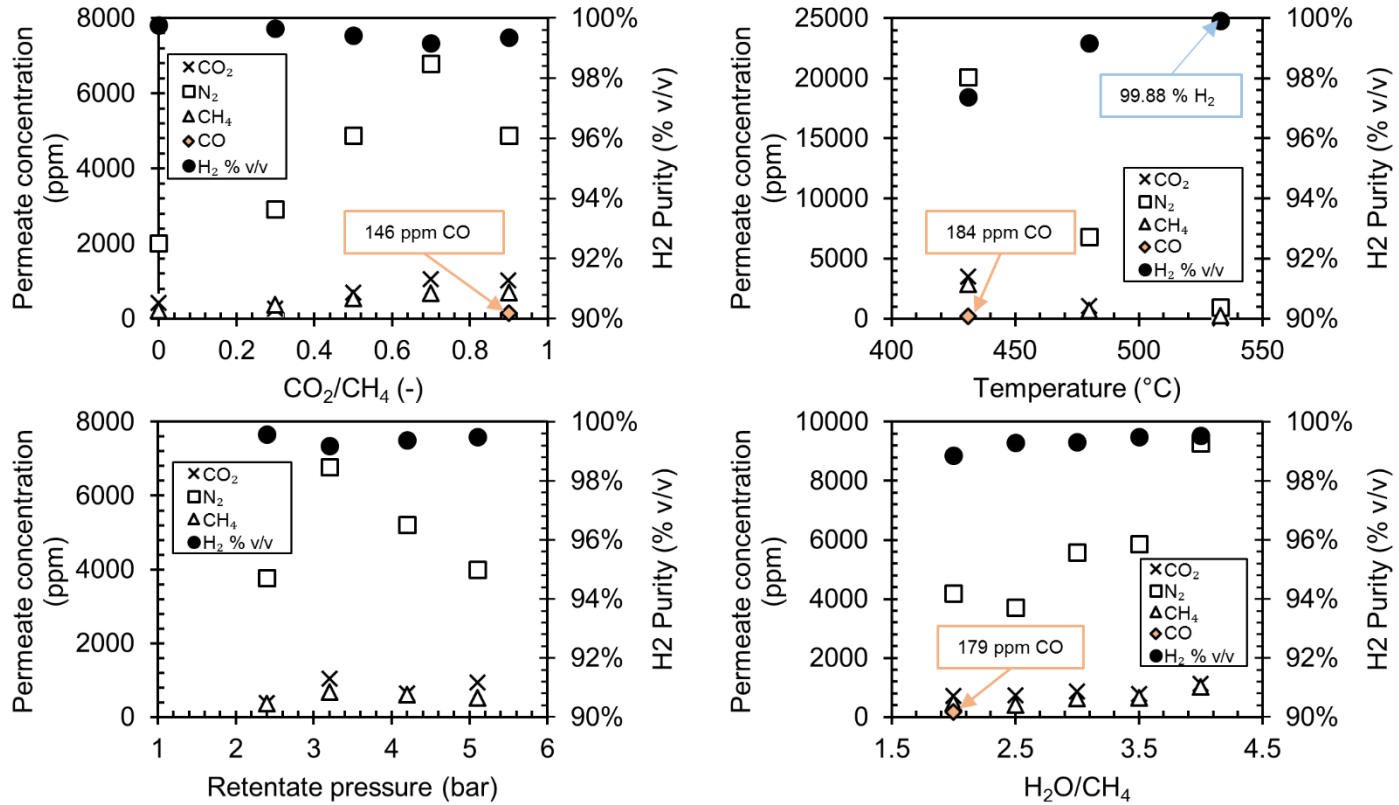 8000
6000
4000
2000
0
Permeate concentration
(ppm)
100%
98%
96%
94%
92%
90%
H2 Purity (% v/v)
0
0.2
0.4
0.6
0.8
1
CO₂/CH₄ (-)
CO₂
N₂
CH₄
CO
H₂ % v/v
146 ppm CO
25000
20000
15000
10000
5000
0
Permeate concentration
(ppm)
100%
98%
96%
94%
92%
90%
H2 Purity (% v/v)
400
450
500
550
Temperature (°C)
99.88 % H₂
CO₂
N₂
CH₄
CO
H₂ % v/v
184 ppm CO
8000
6000
4000
2000
0
Permeate concentration
(ppm)
100%
98%
96%
94%
92%
90%
H2 Purity (% v/v)
1
2
3
4
5
6
Retentate pressure (bar)
CO₂
N₂
CH₄
H₂ % v/v
10000
8000
6000
4000
2000
0
Permeate concentration
(ppm)
100%
98%
96%
94%
92%
90%
H2 Purity (% v/v)
1.5
2.5
3.5
4.5
H₂O/CH₄
CO₂
N₂
CH₄
CO
H₂ % v/v
179 ppm CO